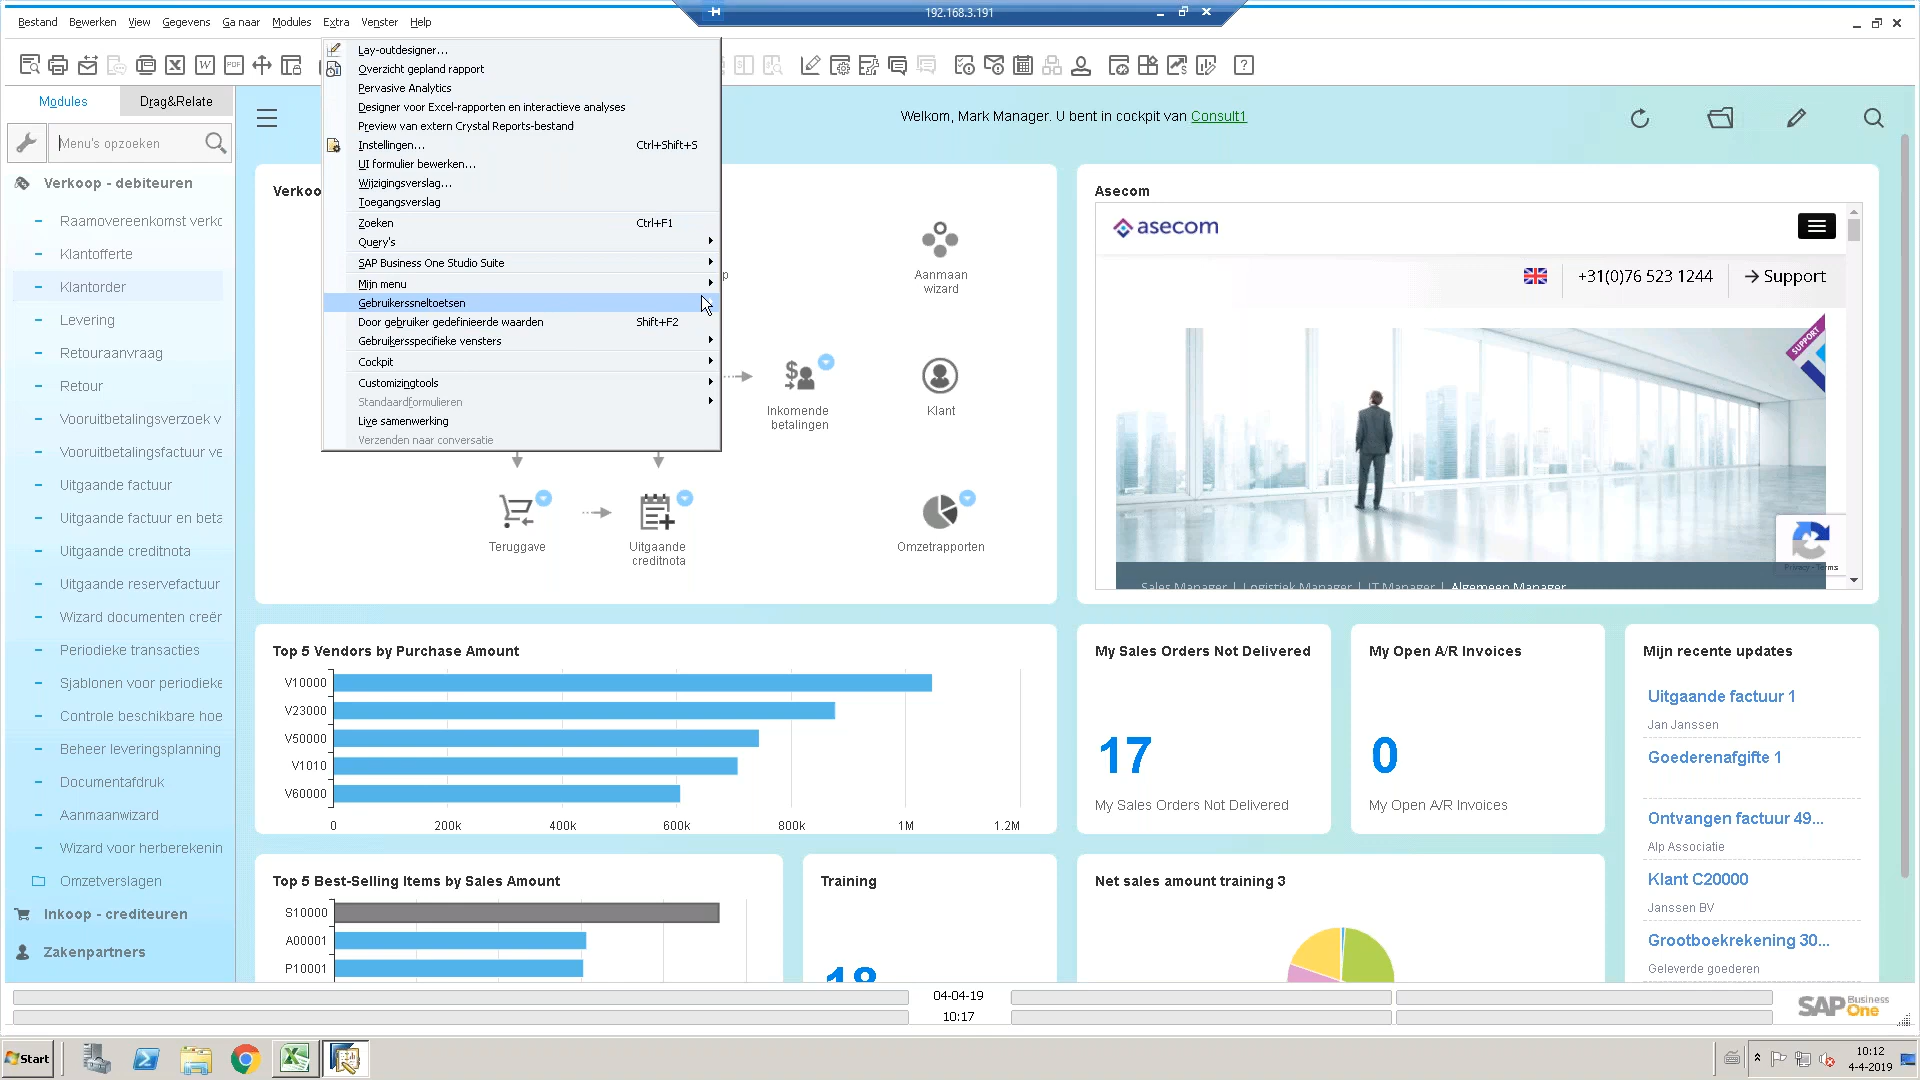 192.168.3.191
Bestand Bewerken View Gegevens Ga naar Modules Extra Venster Help
Modules Drag&Relate
Menu's opzoeken
Verkoop - debiteuren
Raamovereenkomst verko
Klantofferte
Klantorder
Levering
Retouraanvraag
Retour
Vooruitbetalingsverzoek v
Vooruitbetalingsfactuur ve
Uitgaande factuur
Uitgaande factuur en beta
Uitgaande creditnota
Uitgaande reservefactuur
Wizard documenten creër
Periodieke transacties
Sjablonen voor periodieke
Controle beschikbare hoe
Beheer leveringsplanning
Documentafdruk
Aanmaanwizard
Wizard voor herberekenin
Omzetverslagen
Inkoop - crediteuren
Zakenpartners
Lay-outdesigner...
Overzicht gepland rapport
Pervasive Analytics
Designer voor Excel-rapporten en interactieve analyses
Preview van extern Crystal Reports-bestand
Instellingen... Ctrl+Shift+S
UI formulier bewerken...
Wijzigingsverslag...
Toegangsverslag
Zoeken Ctrl+F1
Query's
SAP Business One Studio Suite
Mijn menu
Gebruikerssneltoetsen
Door gebruiker gedefinieerde waarden Shift+F2
Gebruikersspecifieke vensters
Cockpit
Customizingtools
Standaardformulieren
Live samenwerking
Verzenden naar conversatie
Welkom, Mark Manager. U bent in cockpit van Consult1
Verkoo
p
Aanmaan
wizard
Inkomende
betalingen
Klant
Teruggave
Uitgaande
creditnota
Omzetrapporten
Asecom
asecom
+31(0)76 523 1244
→ Support
SUPPORT
Privacy - Terms
Sales Manager | Logistiek Manager | IT Manager | Algemeen Manager
Top 5 Vendors by Purchase Amount
V10000
V23000
V50000
V1010
V60000
0 200k 400k 600k 800k 1M 1.2M
My Sales Orders Not Delivered
17
My Sales Orders Not Delivered
My Open A/R Invoices
0
My Open A/R Invoices
Mijn recente updates
Uitgaande factuur 1
Jan Janssen
Goederenafgifte 1
Ontvangen factuur 49...
Alp Associatie
Klant C20000
Janssen BV
Grootboekrekening 30...
Geleverde goederen
Top 5 Best-Selling Items by Sales Amount
S10000
A00001
P10001
Training
18
Net sales amount training 3
04-04-19
10:17
SAP Business One
Start
10:12
4-4-2019